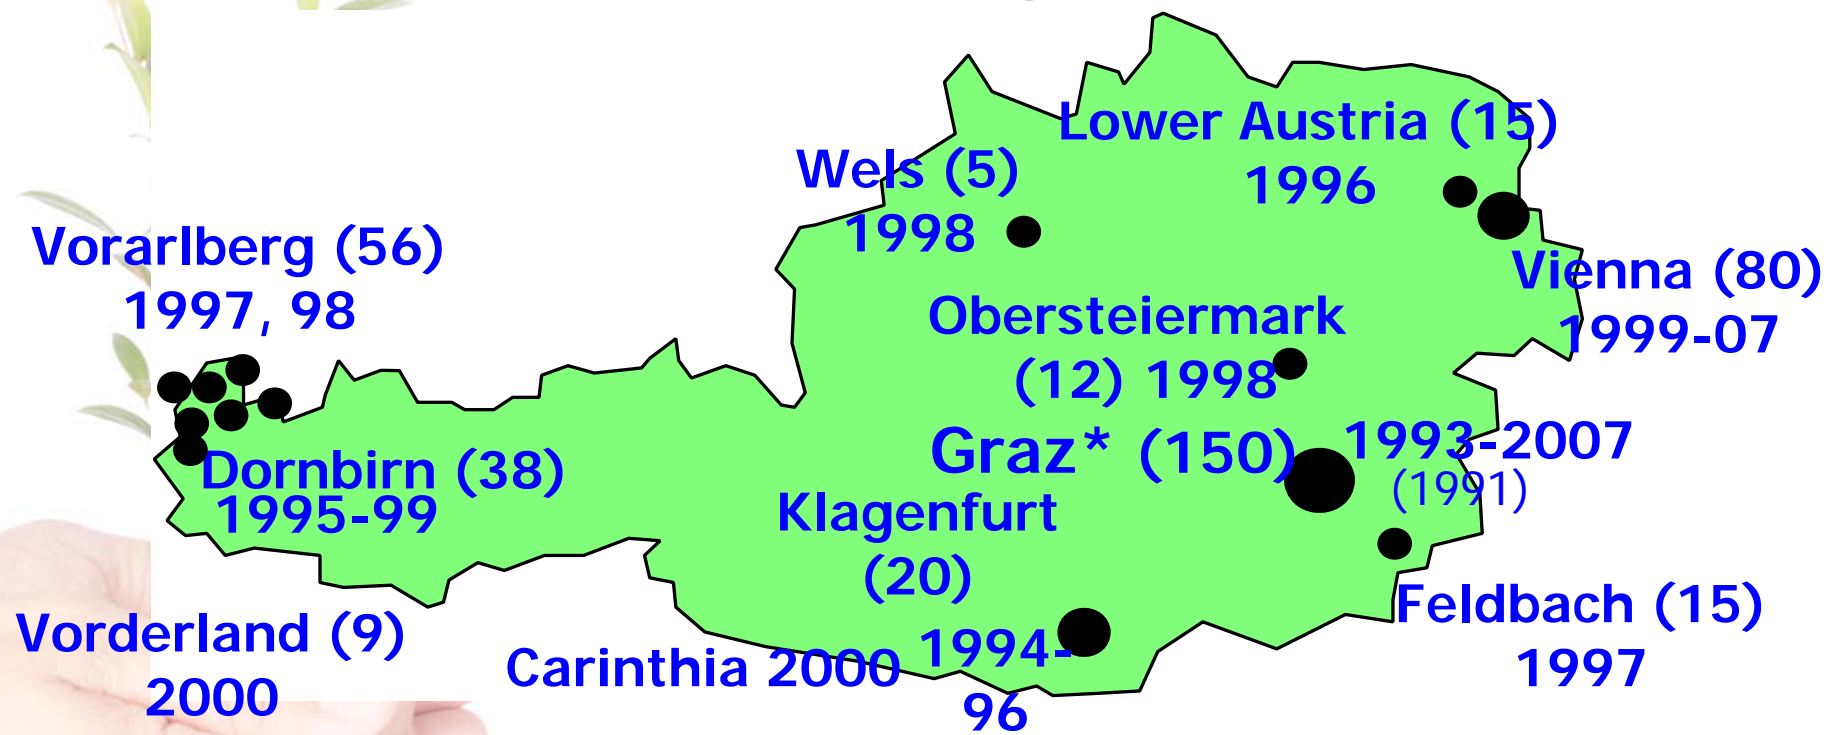 Lower Austria (15)
1996
Wels (5)
1998
Vorarlberg (56)
1997, 98
Vienna (80)
1999-07
Obersteiermark
(12) 1998
Graz* (150)
1993-2007
(1991)
Dornbirn (38)
1995-99
Klagenfurt
(20)
1994-
96
Feldbach (15)
1997
Vorderland (9)
2000
Carinthia 2000